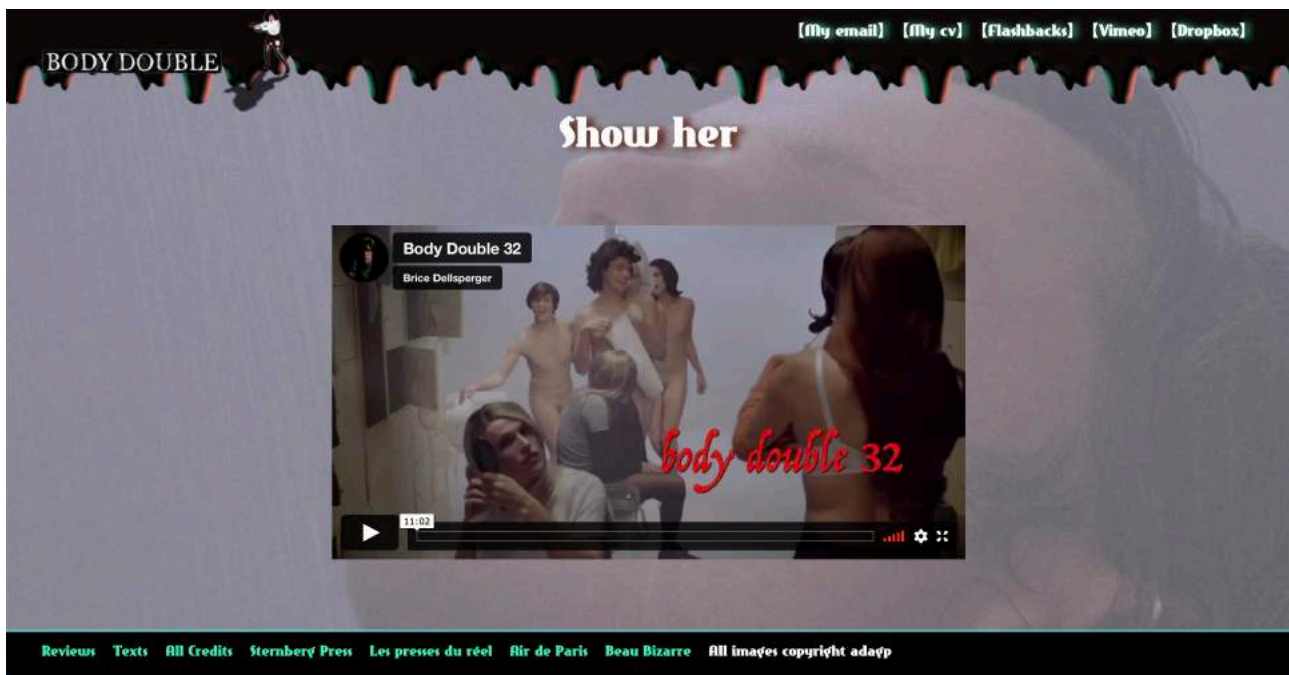 【My email】 【My cv】 【Flashbacks】 【Vimeo】 【Dropbox】
BODY DOUBLE
Show her
Body Double 32
Brice Dellsperger
body double 32
11:02
Reviews Texts All Credits Sternberg Press Les presses du réel Air de Paris Beau Bizarre All images copyright adagp